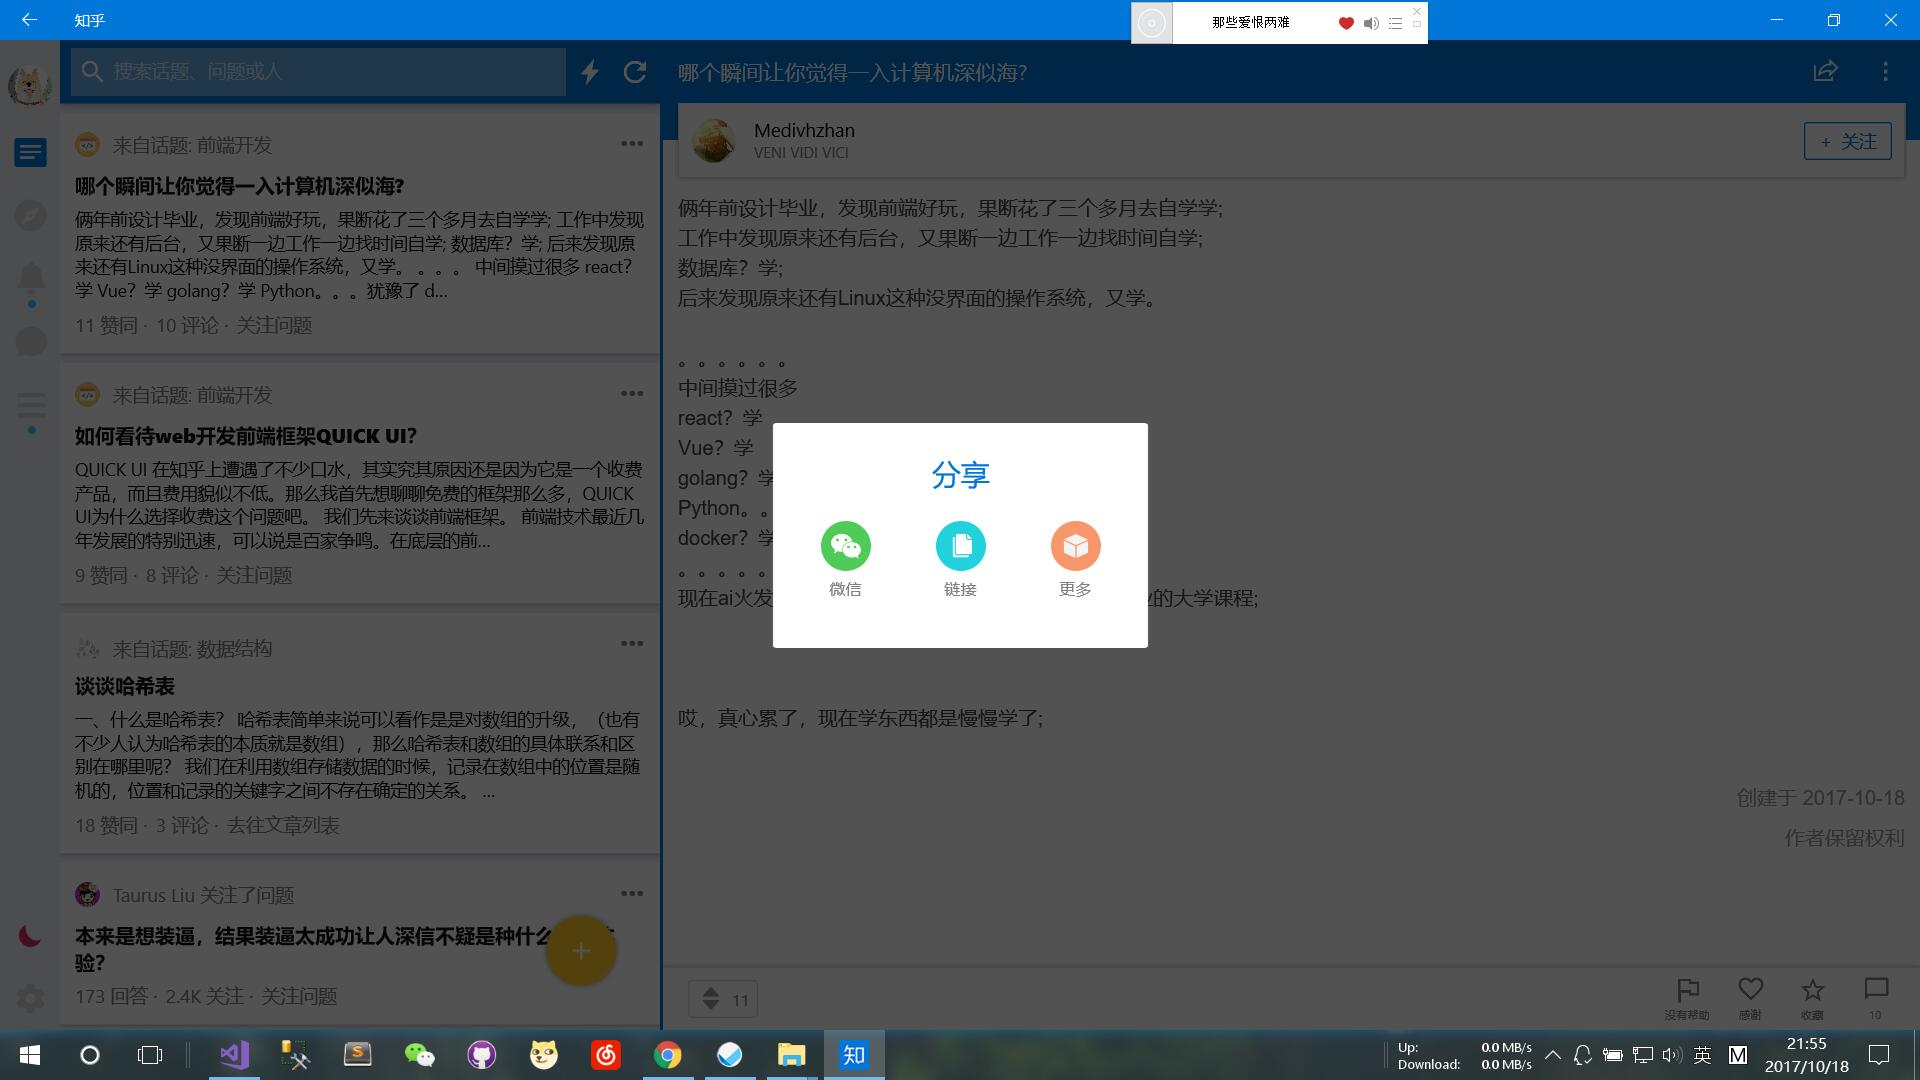 知乎
那些爱恨两难
搜索话题、问题或人
哪个瞬间让你觉得一入计算机深似海?
来自话题: 前端开发
哪个瞬间让你觉得一入计算机深似海?
俩年前设计毕业，发现前端好玩，果断花了三个多月去自学学; 工作中发现
原来还有后台，又果断一边工作一边找时间自学; 数据库？学; 后来发现原
来还有Linux这种没界面的操作系统，又学。 。。。 中间摸过很多 react？
学 Vue？学 golang？学 Python。。。犹豫了 d...
11 赞同 · 10 评论 · 关注问题
来自话题: 前端开发
如何看待web开发前端框架QUICK UI?
QUICK UI 在知乎上遭遇了不少口水，其实究其原因还是因为它是一个收费
产品，而且费用貌似不低。那么我首先想聊聊免费的框架那么多，QUICK
UI为什么选择收费这个问题吧。 我们先来谈谈前端框架。 前端技术最近几
年发展的特别迅速，可以说是百家争鸣。在底层的前...
9 赞同 · 8 评论 · 关注问题
来自话题: 数据结构
谈谈哈希表
一、什么是哈希表？ 哈希表简单来说可以看作是是对数组的升级，（也有
不少人认为哈希表的本质就是数组），那么哈希表和数组的具体联系和区
别在哪里呢？ 我们在利用数组存储数据的时候，记录在数组中的位置是随
机的，位置和记录的关键字之间不存在确定的关系。 ...
18 赞同 · 3 评论 · 去往文章列表
Taurus Liu 关注了问题
本来是想装逼，结果装逼太成功让人深信不疑是种什么
验?
173 回答 · 2.4K 关注 · 关注问题
Medivhzhan
VENI VIDI VICI
+ 关注
俩年前设计毕业，发现前端好玩，果断花了三个多月去自学学;
工作中发现原来还有后台，又果断一边工作一边找时间自学;
数据库？学;
后来发现原来还有Linux这种没界面的操作系统，又学。
。。。。。。
中间摸过很多
react？学
Vue？学
golang？学
Python。。
docker？学
。。。。。
现在ai火发
的大学课程;
哎，真心累了，现在学东西都是慢慢学了;
创建于 2017-10-18
作者保留权利
分享
微信
链接
更多
11
没有帮助
感谢
收藏
10
知
Up: 0.0 MB/s
Download: 0.0 MB/s
英
M
21:55
2017/10/18